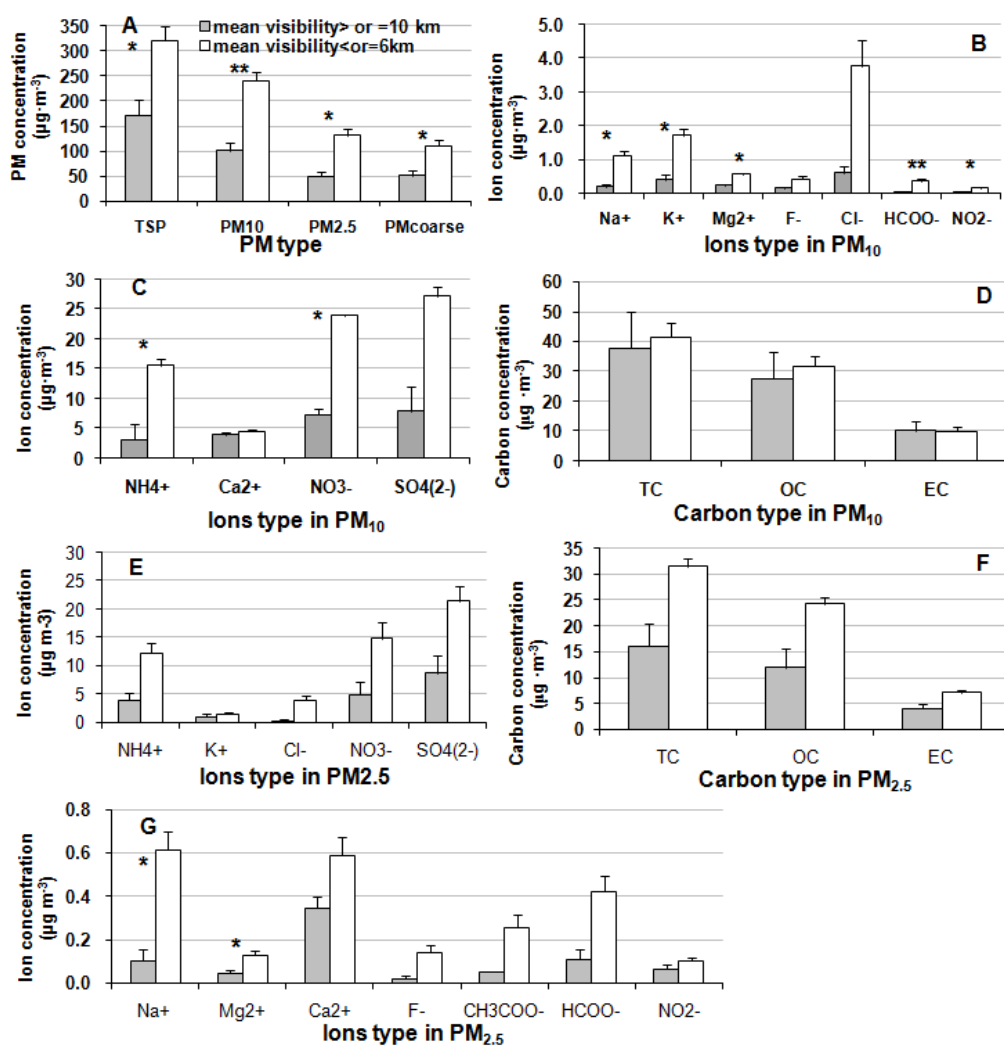 A
mean visibility> or =10 km
mean visibility<or=6km
PM concentration
(µg·m-3)
350
300
250
200
150
100
50
0
*
**
*
*
TSP PM10 PM2.5 PMcoarse
PM type
B
Ion concentration
(µg·m-3)
5.0
4.0
3.0
2.0
1.0
0.0
*
*
*
**
*
Na+ K+ Mg2+ F- Cl- HCOO- NO2-
Ions type in PM10
C
Ion concentration
(µg·m-3)
30
25
20
15
10
5
0
*
*
NH4+ Ca2+ NO3- SO4(2-)
Ions type in PM10
D
Carbon concentration
(µg ·m-3)
60
50
40
30
20
10
0
TC OC EC
Carbon type in PM10
E
Ion concentration
(µg m-3)
30
25
20
15
10
5
0
NH4+ K+ Cl- NO3- SO4(2-)
Ions type in PM2.5
F
Carbon concentration
(µg ·m-3)
35
30
25
20
15
10
5
0
TC OC EC
Carbon type in PM2.5
G
Ion concentration
(µg m-3)
0.8
0.6
0.4
0.2
0.0
*
*
Na+ Mg2+ Ca2+ F- CH3COO- HCOO- NO2-
Ions type in PM2.5